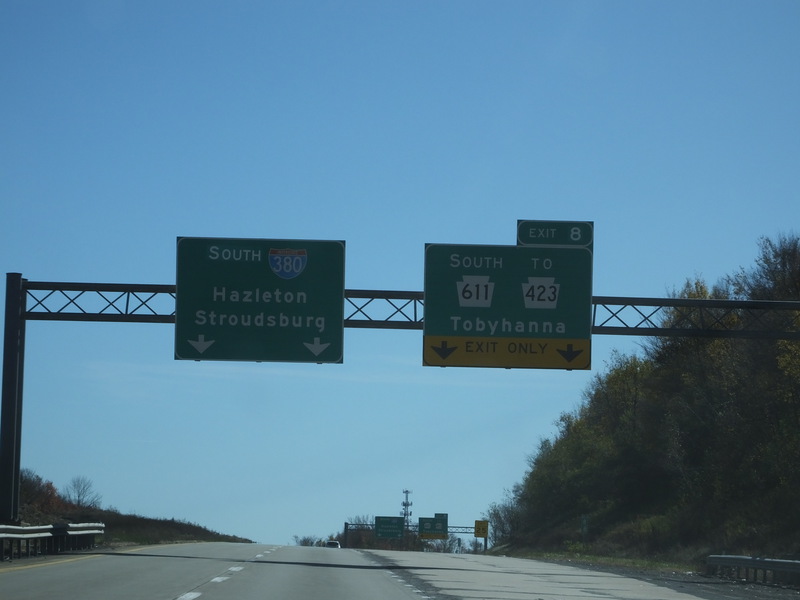 SOUTH 380
Hazleton
Stroudsburg
EXIT 8
SOUTH TO
611 423
Tobyhanna
EXIT ONLY